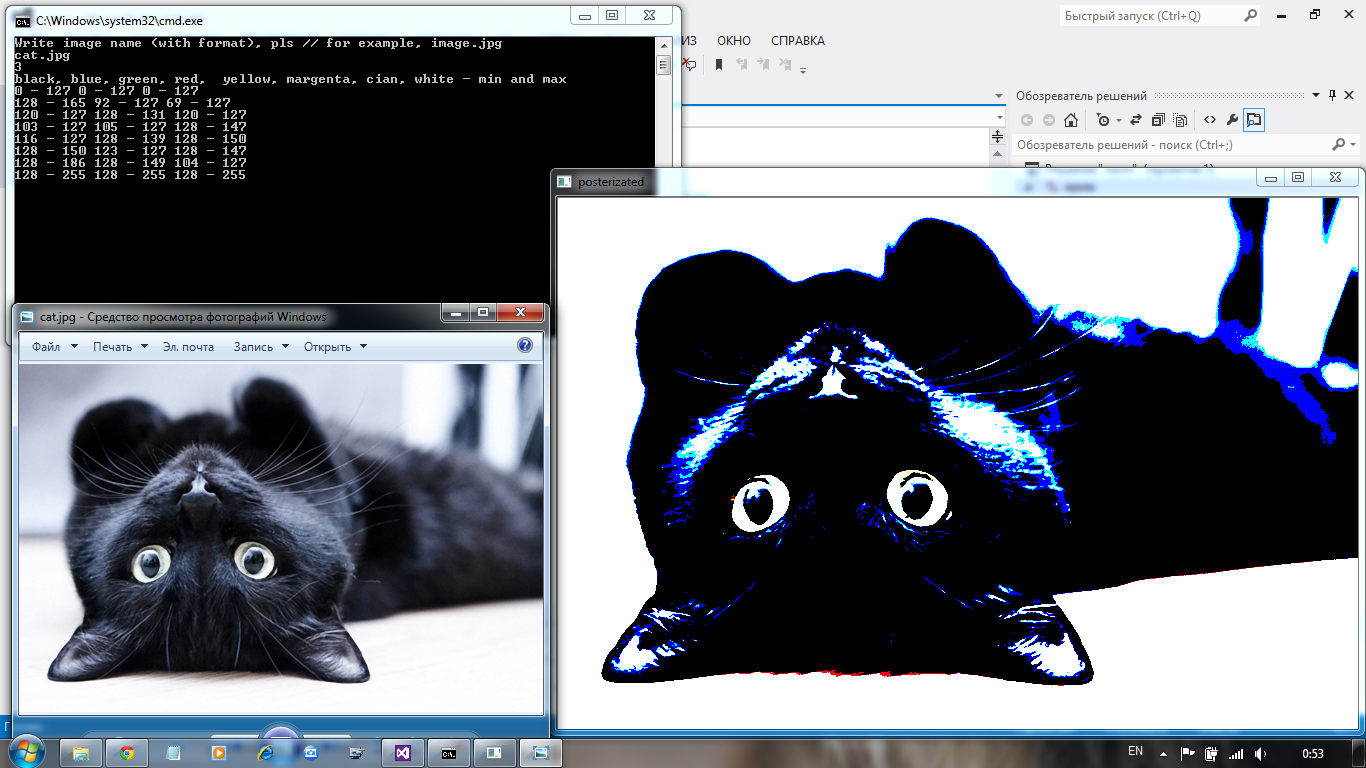 C:\Windows\system32\cmd.exe
Write image name (with format), pls // for example, image.jpg
cat.jpg
3
black, blue, green, red,  yellow, margenta, cian, white - min and max
0 - 127 0 - 127 0 - 127
128 - 165 92 - 127 69 - 127
120 - 127 128 - 131 120 - 127
103 - 127 105 - 127 128 - 147
116 - 127 128 - 139 128 - 150
128 - 150 123 - 127 128 - 147
128 - 186 128 - 149 104 - 127
128 - 255 128 - 255 128 - 255
Быстрый запуск (Ctrl+Q)
ИЗ ОКНО СПРАВКА
Обозреватель решений
Обозреватель решений - поиск (Ctrl+;)
posterizated
cat.jpg - Средство просмотра фотографий Windows
Файл Печать Эл. почта Запись Открыть
EN 0:53